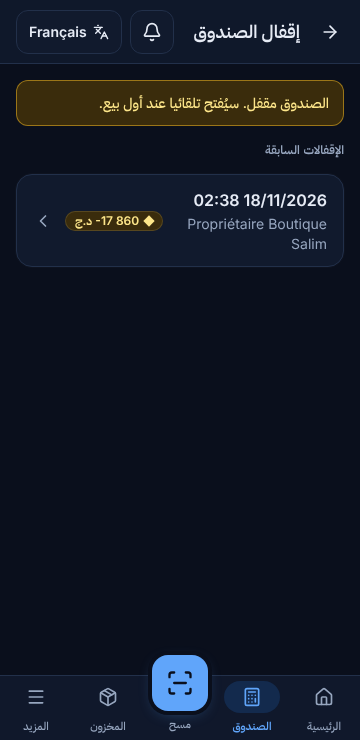 إقفال الصندوق
Français
الصندوق مقفل. سيُفتح تلقائيا عند أول بيع.
الإقفالات السابقة
02:38 18/11/2026
Propriétaire Boutique
Salim
◆ -17 860 د.ج
الرئيسية
الصندوق
مسح
المخزون
المزيد